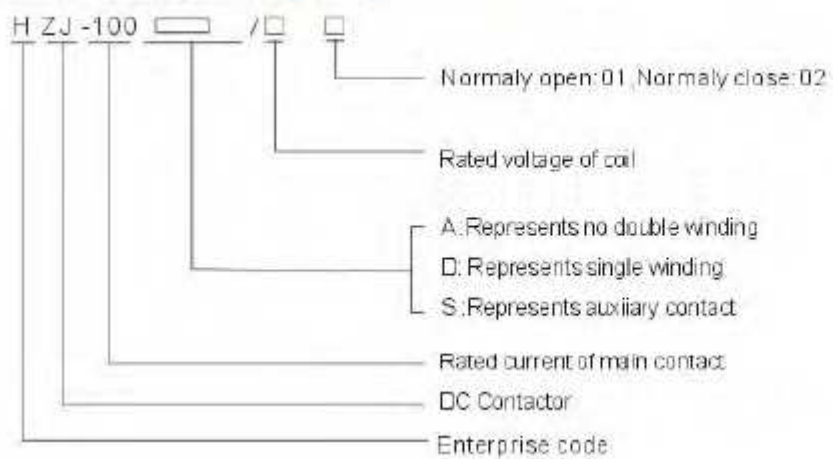 H ZJ -100 □ / □ □
Normaly open:01,Normaly close:02
Rated voltage of coil
A:Represents no double winding
D: Represents single winding
S:Represents auxiiary contact
Rated current of main contact
DC Contactor
Enterprise code